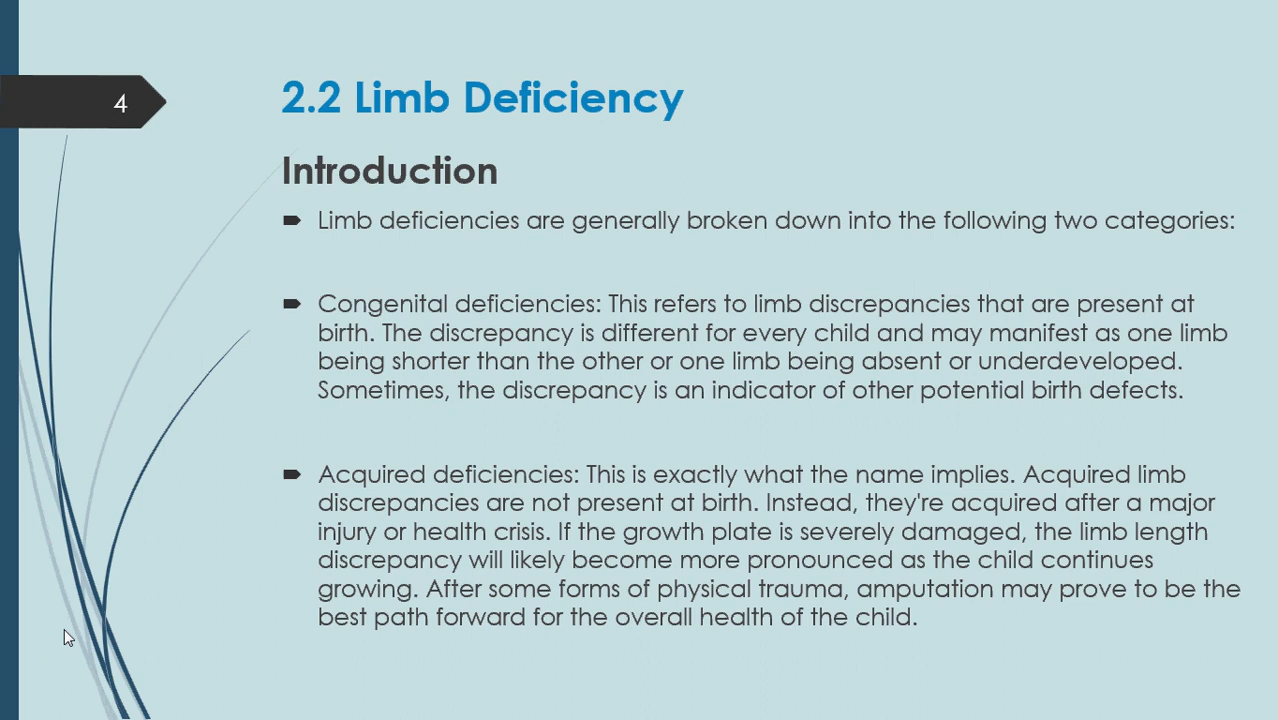 4
2.2 Limb Deficiency
Introduction
Limb deficiencies are generally broken down into the following two categories:
Congenital deficiencies: This refers to limb discrepancies that are present at
birth. The discrepancy is different for every child and may manifest as one limb
being shorter than the other or one limb being absent or underdeveloped.
Sometimes, the discrepancy is an indicator of other potential birth defects.
Acquired deficiencies: This is exactly what the name implies. Acquired limb
discrepancies are not present at birth. Instead, they're acquired after a major
injury or health crisis. If the growth plate is severely damaged, the limb length
discrepancy will likely become more pronounced as the child continues
growing. After some forms of physical trauma, amputation may prove to be the
best path forward for the overall health of the child.